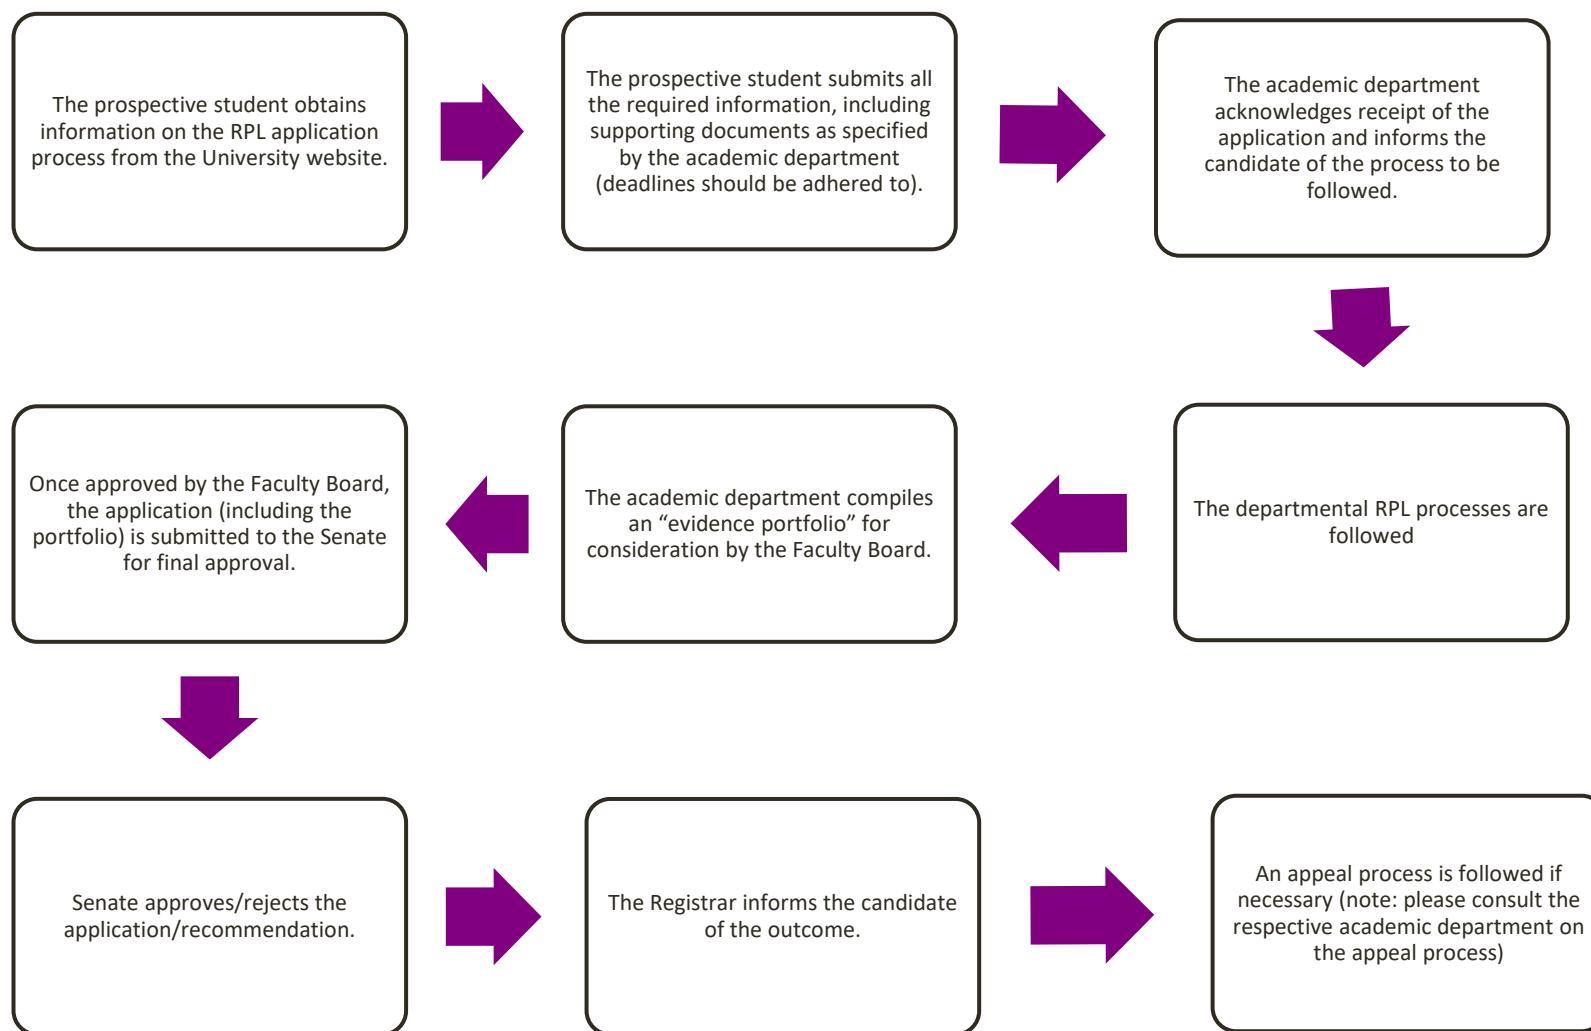 The prospective student obtains
information on the RPL application
process from the University website.
The prospective student submits all
the required information, including
supporting documents as specified
by the academic department
(deadlines should be adhered to).
The academic department
acknowledges receipt of the
application and informs the
candidate of the process to be
followed.
The departmental RPL processes are
followed
The academic department compiles
an “evidence portfolio” for
consideration by the Faculty Board.
Once approved by the Faculty Board,
the application (including the
portfolio) is submitted to the Senate
for final approval.
Senate approves/rejects the
application/recommendation.
The Registrar informs the candidate
of the outcome.
An appeal process is followed if
necessary (note: please consult the
respective academic department on
the appeal process)